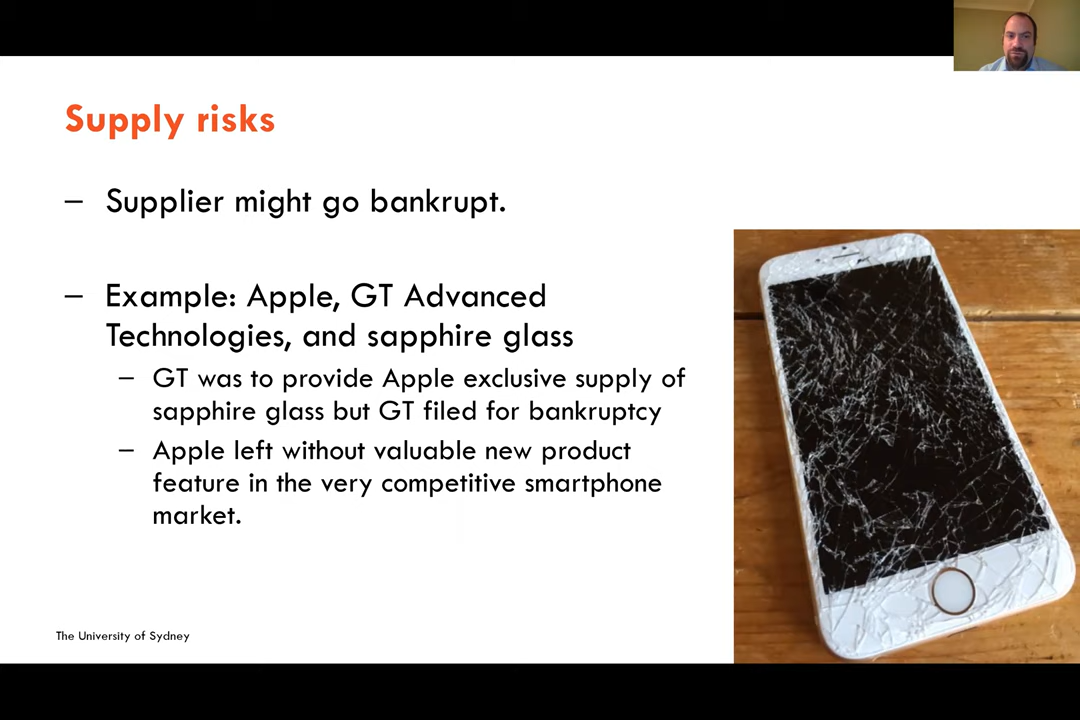 Supply risks
– Supplier might go bankrupt.
– Example: Apple, GT Advanced
Technologies, and sapphire glass
– GT was to provide Apple exclusive supply of
sapphire glass but GT filed for bankruptcy
– Apple left without valuable new product
feature in the very competitive smartphone
market.
The University of Sydney